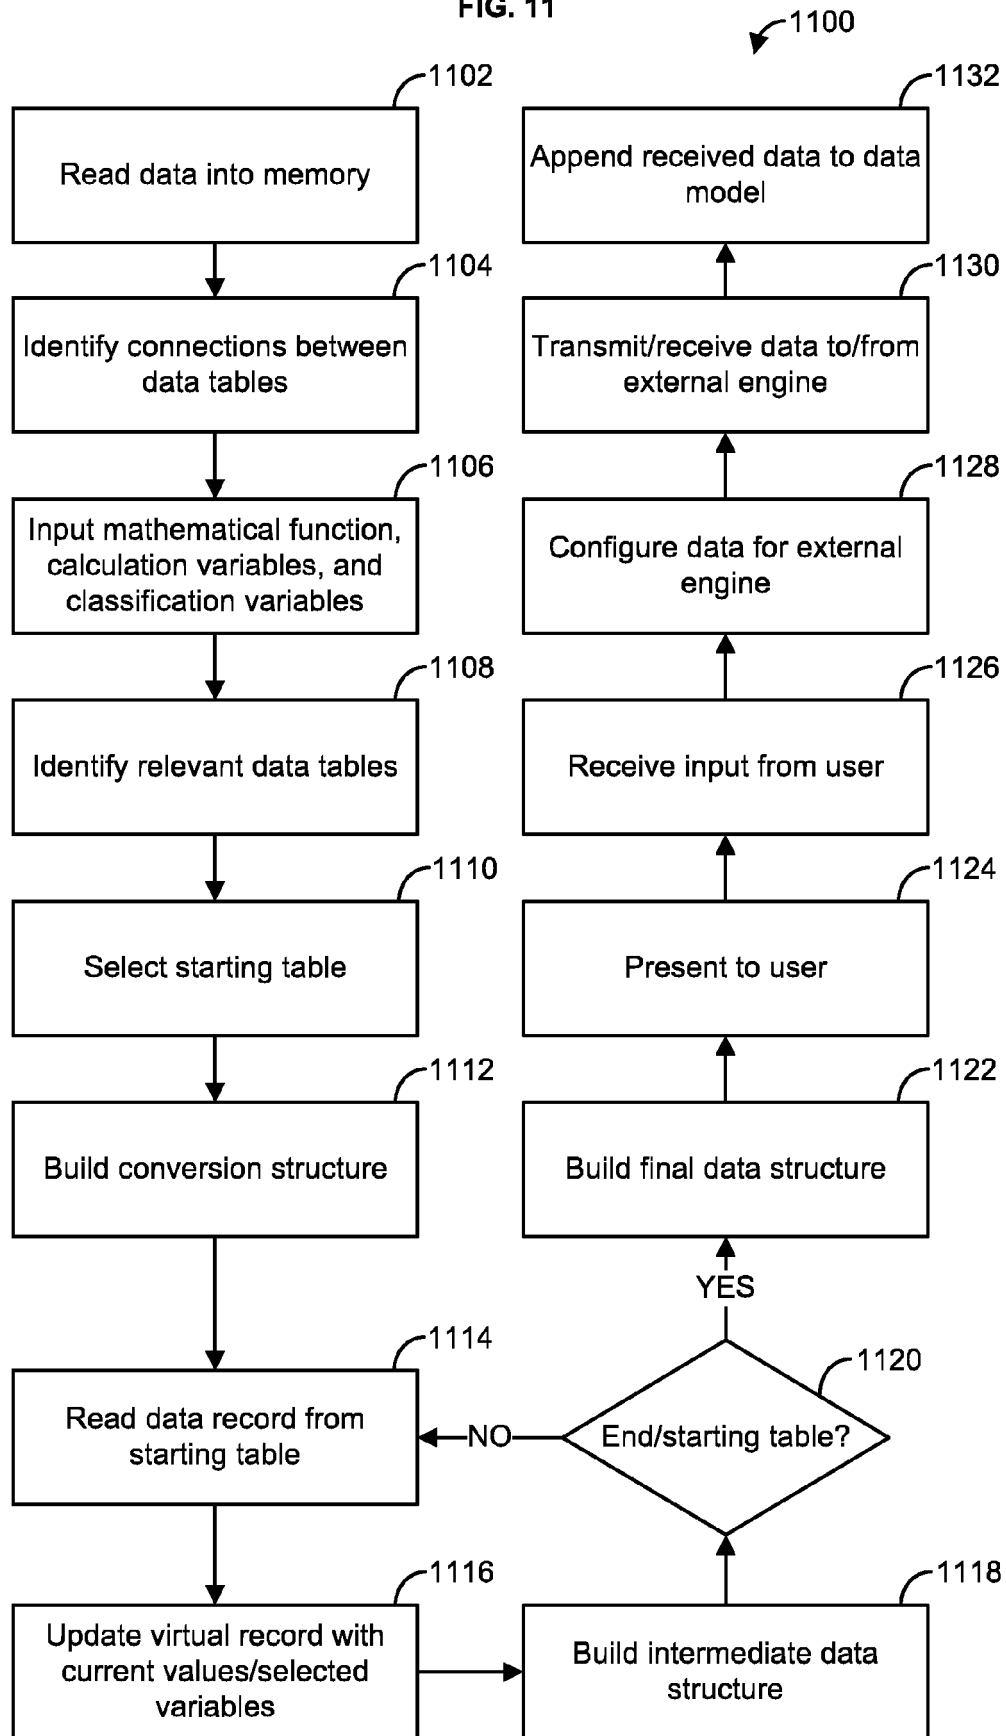 FIG. 11
1100
1102
Read data into memory
1104
Identify connections between
data tables
1106
Input mathematical function,
calculation variables, and
classification variables
1108
Identify relevant data tables
1110
Select starting table
1112
Build conversion structure
1114
Read data record from
starting table
1116
Update virtual record with
current values/selected
variables
1118
Build intermediate data
structure
1120
End/starting table?
NO
YES
1122
Build final data structure
1124
Present to user
1126
Receive input from user
1128
Configure data for external
engine
1130
Transmit/receive data to/from
external engine
1132
Append received data to data
model